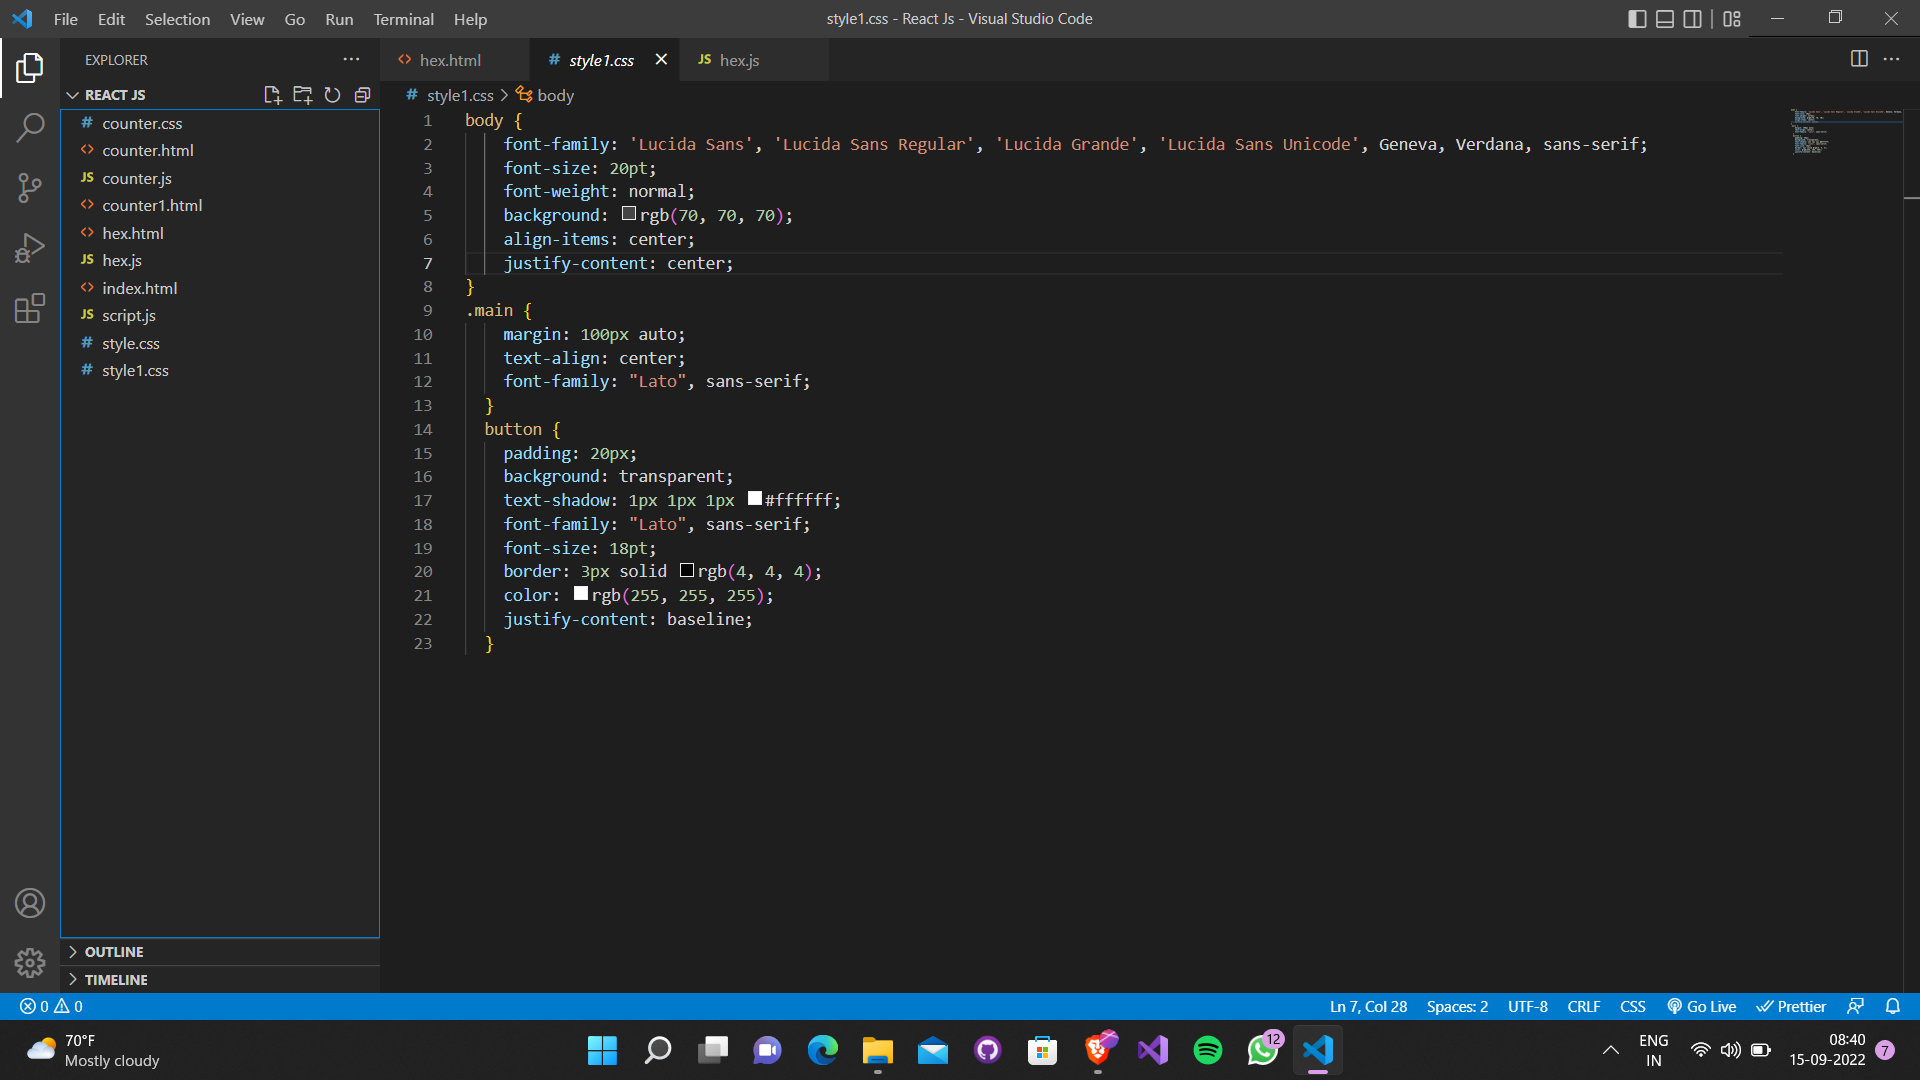 File Edit Selection View Go Run Terminal Help
style1.css - React Js - Visual Studio Code
EXPLORER
REACT JS
# counter.css
<> counter.html
JS counter.js
<> counter1.html
<> hex.html
JS hex.js
<> index.html
JS script.js
# style.css
# style1.css
OUTLINE
TIMELINE
<> hex.html # style1.css JS hex.js
# style1.css > body
1 body {
2 font-family: 'Lucida Sans', 'Lucida Sans Regular', 'Lucida Grande', 'Lucida Sans Unicode', Geneva, Verdana, sans-serif;
3 font-size: 20pt;
4 font-weight: normal;
5 background: rgb(70, 70, 70);
6 align-items: center;
7 justify-content: center;
8 }
9 .main {
10 margin: 100px auto;
11 text-align: center;
12 font-family: "Lato", sans-serif;
13 }
14 button {
15 padding: 20px;
16 background: transparent;
17 text-shadow: 1px 1px 1px #ffffff;
18 font-family: "Lato", sans-serif;
19 font-size: 18pt;
20 border: 3px solid rgb(4, 4, 4);
21 color: rgb(255, 255, 255);
22 justify-content: baseline;
23 }
0 0 Ln 7, Col 28 Spaces: 2 UTF-8 CRLF CSS Go Live Prettier
70°F
Mostly cloudy
12
ENG
IN
08:40
15-09-2022
7